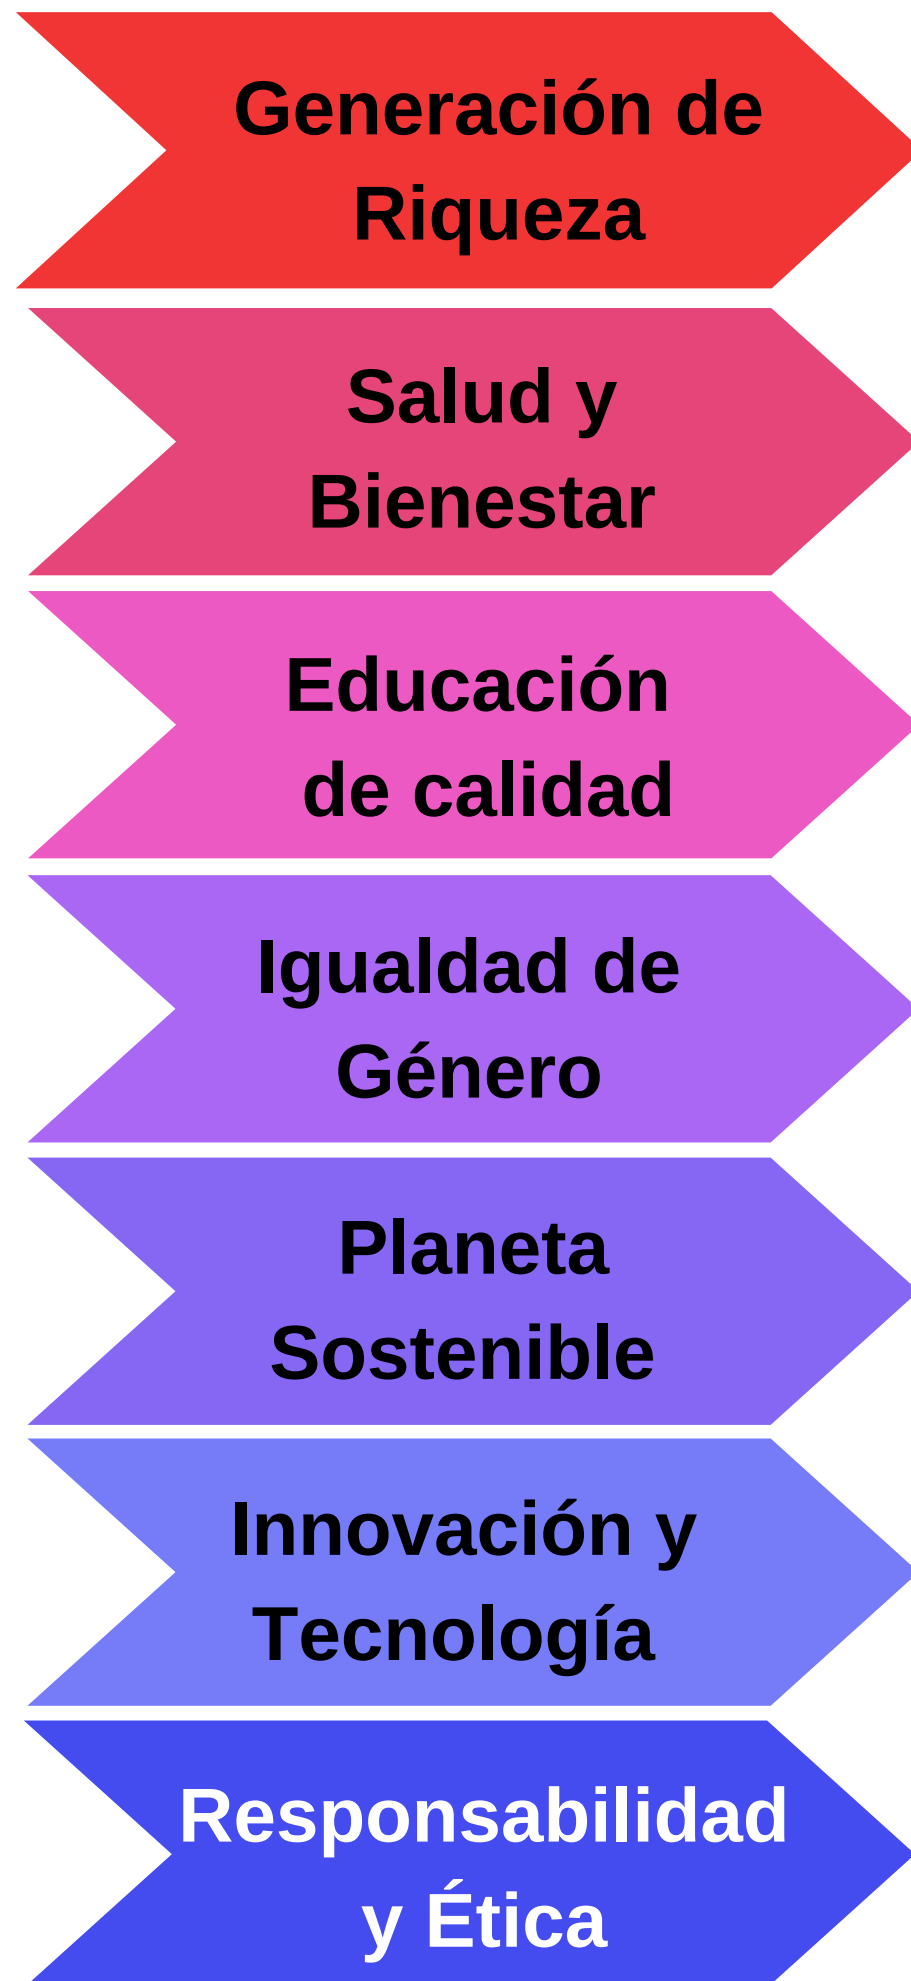 Generación de
Riqueza
Salud y
Bienestar
Educación
de calidad
Igualdad de
Género
Planeta
Sostenible
Innovación y
Tecnología
Responsabilidad
y Ética